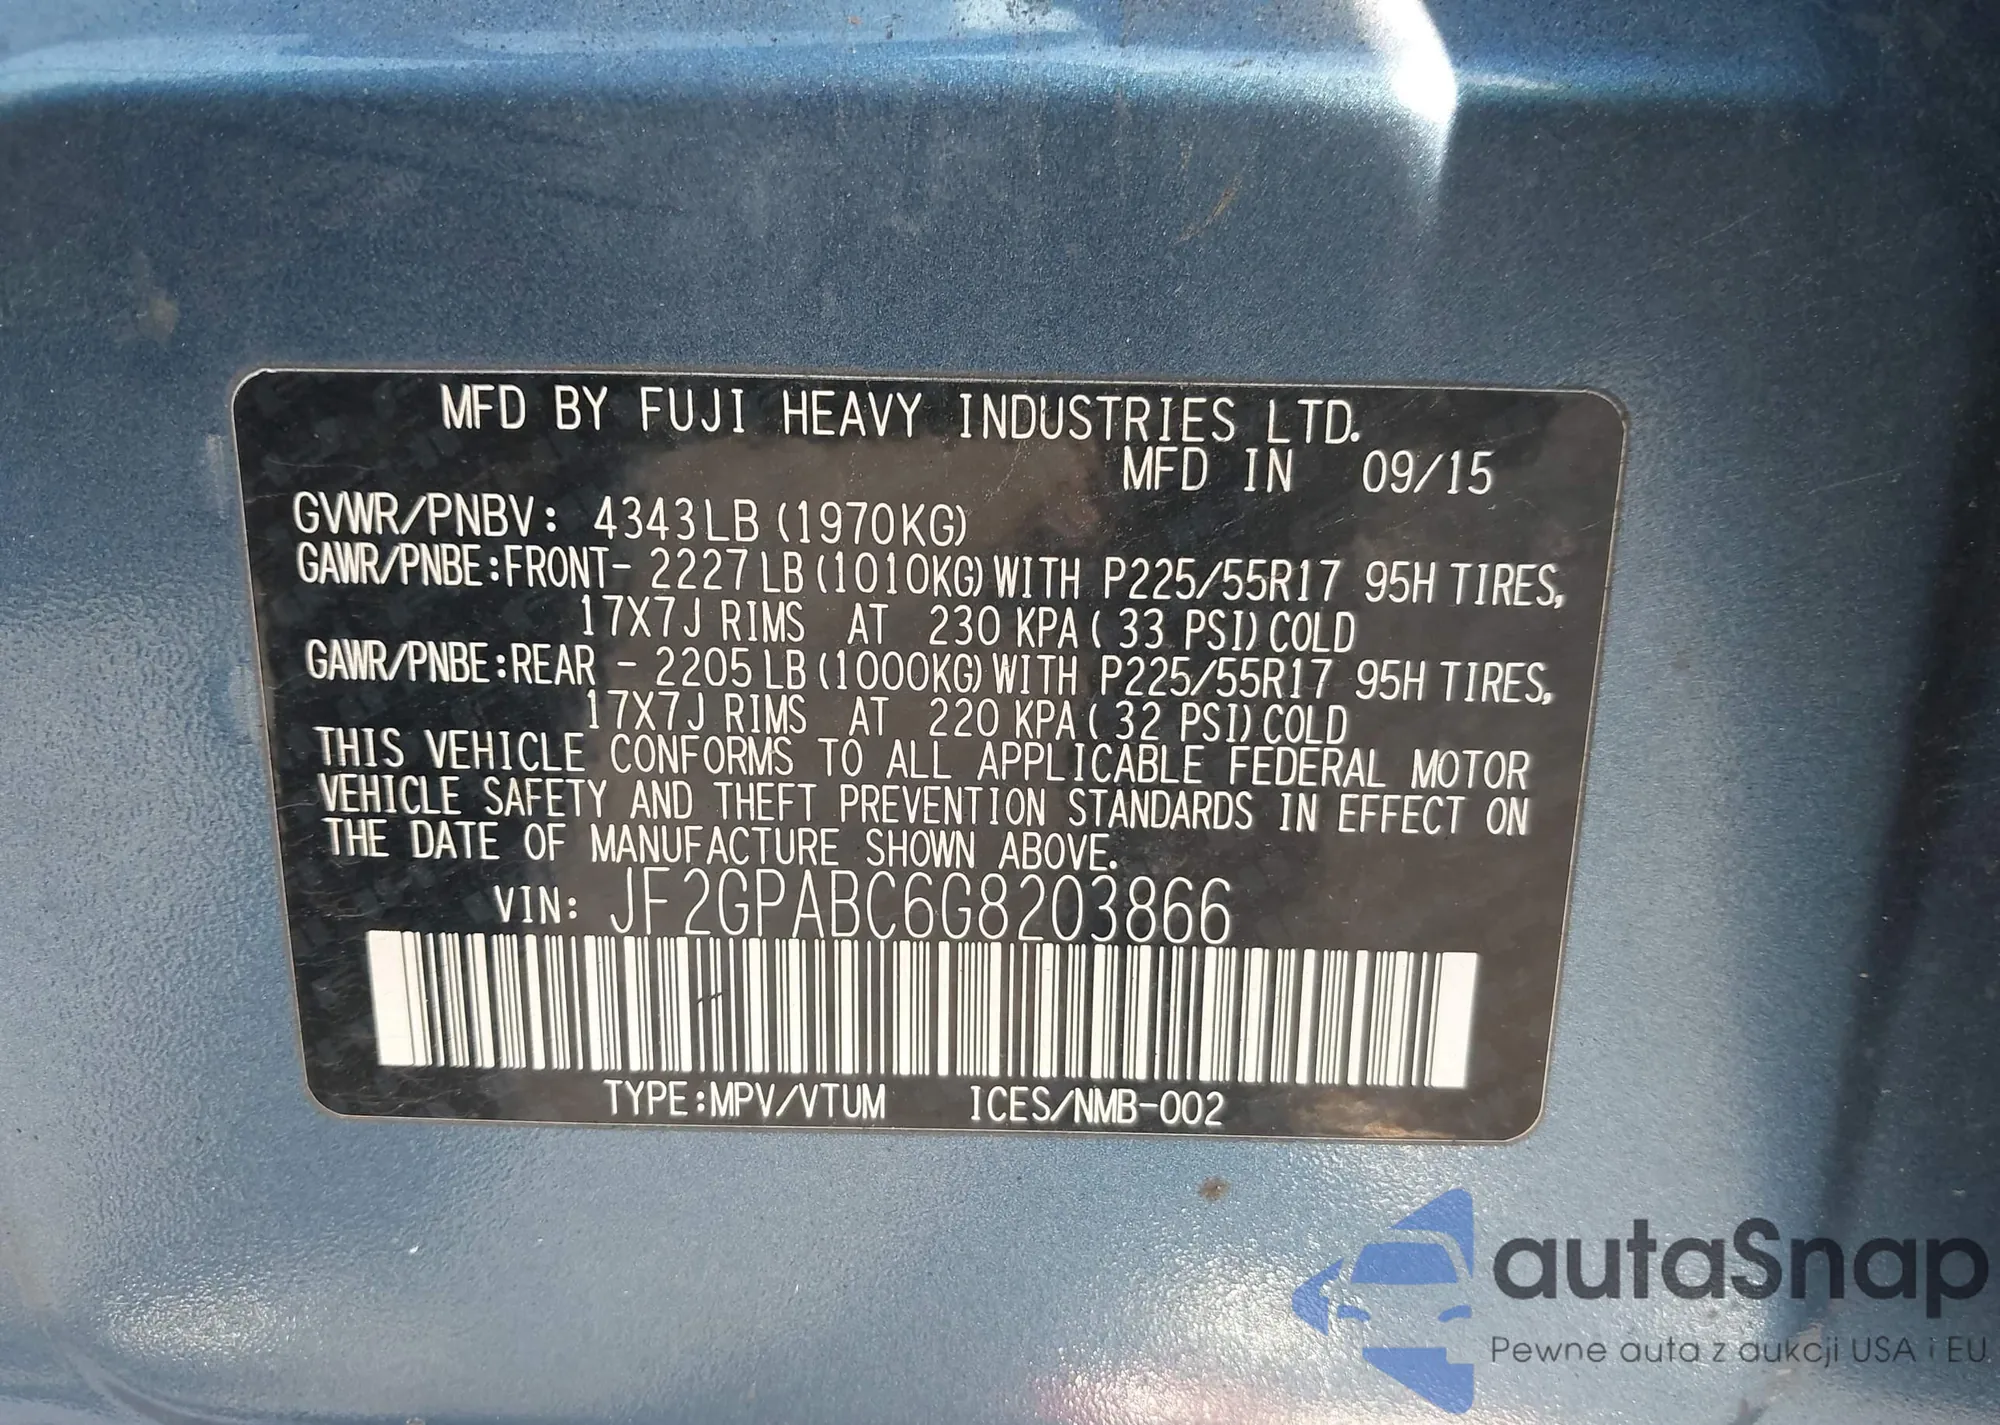 MFD BY FUJI HEAVY INDUSTRIES LTD.
MFD IN 09/15
GVWR/PNBV: 4343LB (1970KG)
GAWR/PNBE:FRONT- 2227LB (1010KG) WITH P225/55R17 95H TIRES,
17X7J RIMS AT 230 KPA ( 33 PSI) COLD
GAWR/PNBE:REAR - 2205LB (1000KG) WITH P225/55R17 95H TIRES,
17X7J RIMS AT 220 KPA ( 32 PSI) COLD
THIS VEHICLE CONFORMS TO ALL APPLICABLE FEDERAL MOTOR
VEHICLE SAFETY AND THEFT PREVENTION STANDARDS IN EFFECT ON
THE DATE OF MANUFACTURE SHOWN ABOVE.
VIN: JF2GPABC6G8203866
TYPE:MPV/VTUM ICES/NMB-002
autaSnap
Pewne auta z aukcji USA i EU